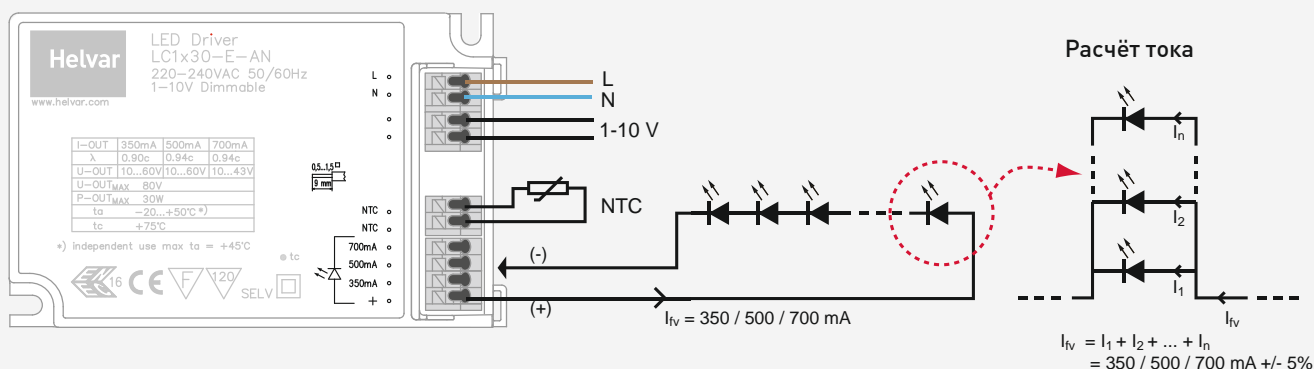 Helvar
www.helvar.com
LED Driver
LC1x30-E-AN
220-240VAC 50/60Hz
1-10V Dimmable
I-OUT 350mA 500mA 700mA
λ 0.90c 0.94c 0.94c
U-OUT 10...60V 10...60V 10...43V
U-OUTMAX 80V
P-OUTMAX 30W
ta -20...+50°C *)
tc +75°C
*) Independent use max ta = +45°C
16
F
120
SELV
tc
0,5...1,5
9 mm
L
N
NTC
NTC
700mA
500mA
350mA
+
L
N
1-10 V
NTC
(-)
(+)
Ifv = 350 / 500 / 700 mA
Расчёт тока
In
I2
I1
Ifv
Ifv = I1 + I2 + ... + In
= 350 / 500 / 700 mA +/- 5%